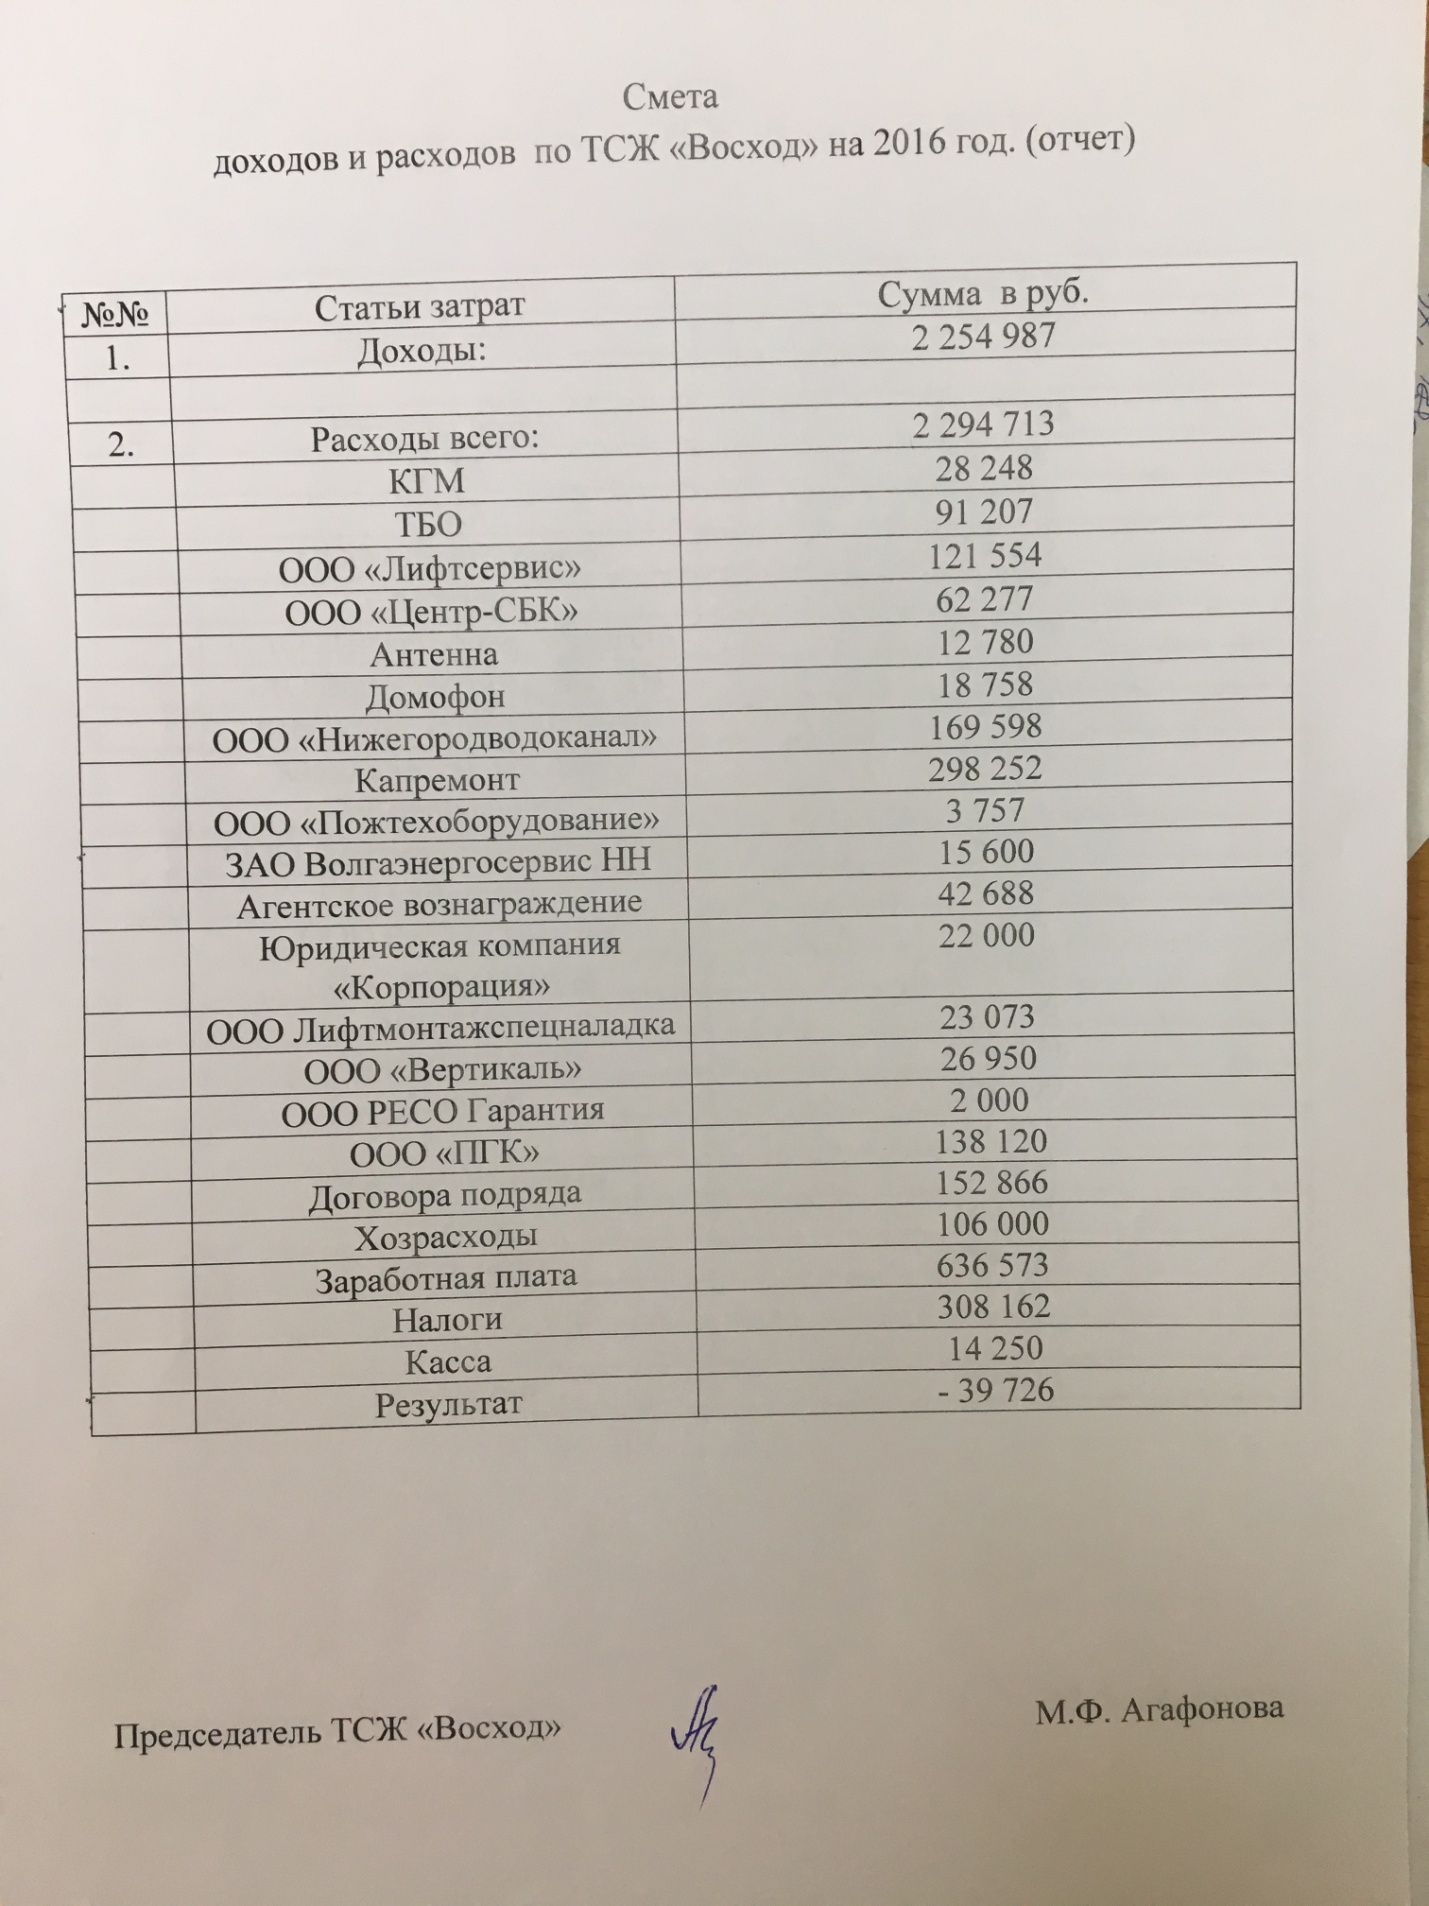 Смета
доходов и расходов по ТСЖ «Восход» на 2016 год. (отчет)
№№ Статьи затрат Сумма в руб.
1. Доходы: 2 254 987
2. Расходы всего: 2 294 713
КГМ 28 248
ТБО 91 207
ООО «Лифтсервис» 121 554
ООО «Центр-СБК» 62 277
Антенна 12 780
Домофон 18 758
ООО «Нижегородводоканал» 169 598
Капремонт 298 252
ООО «Пожтехоборудование» 3 757
ЗАО Волгаэнергосервис НН 15 600
Агентское вознаграждение 42 688
Юридическая компания 22 000
«Корпорация»
ООО Лифтмонтажспецналадка 23 073
ООО «Вертикаль» 26 950
ООО РЕСО Гарантия 2 000
ООО «ПГК» 138 120
Договора подряда 152 866
Хозрасходы 106 000
Заработная плата 636 573
Налоги 308 162
Касса 14 250
Результат - 39 726
Председатель ТСЖ «Восход» М.Ф. Агафонова